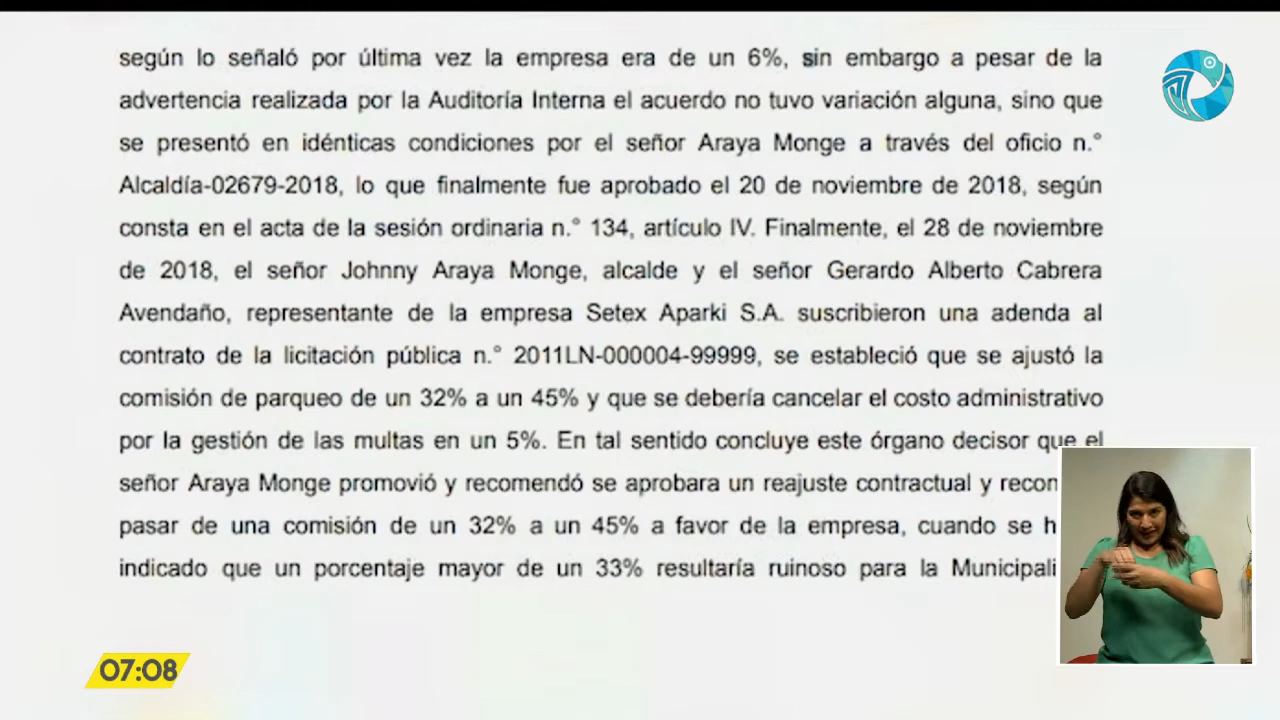 según lo señaló por última vez la empresa era de un 6%, sin embargo a pesar de la
advertencia realizada por la Auditoría Interna el acuerdo no tuvo variación alguna, sino que
se presentó en idénticas condiciones por el señor Araya Monge a través del oficio n.°
Alcaldía-02679-2018, lo que finalmente fue aprobado el 20 de noviembre de 2018, según
consta en el acta de la sesión ordinaria n.° 134, artículo IV. Finalmente, el 28 de noviembre
de 2018, el señor Johnny Araya Monge, alcalde y el señor Gerardo Alberto Cabrera
Avendaño, representante de la empresa Setex Aparki S.A. suscribieron una adenda al
contrato de la licitación pública n.° 2011LN-000004-99999, se estableció que se ajustó la
comisión de parqueo de un 32% a un 45% y que se debería cancelar el costo administrativo
por la gestión de las multas en un 5%. En tal sentido concluye este órgano decisor que el
señor Araya Monge promovió y recomendó se aprobara un reajuste contractual y
pasar de una comisión de un 32% a un 45% a favor de la empresa, cuando se
indicado que un porcentaje mayor de un 33% resultaría ruinoso para la
07:08